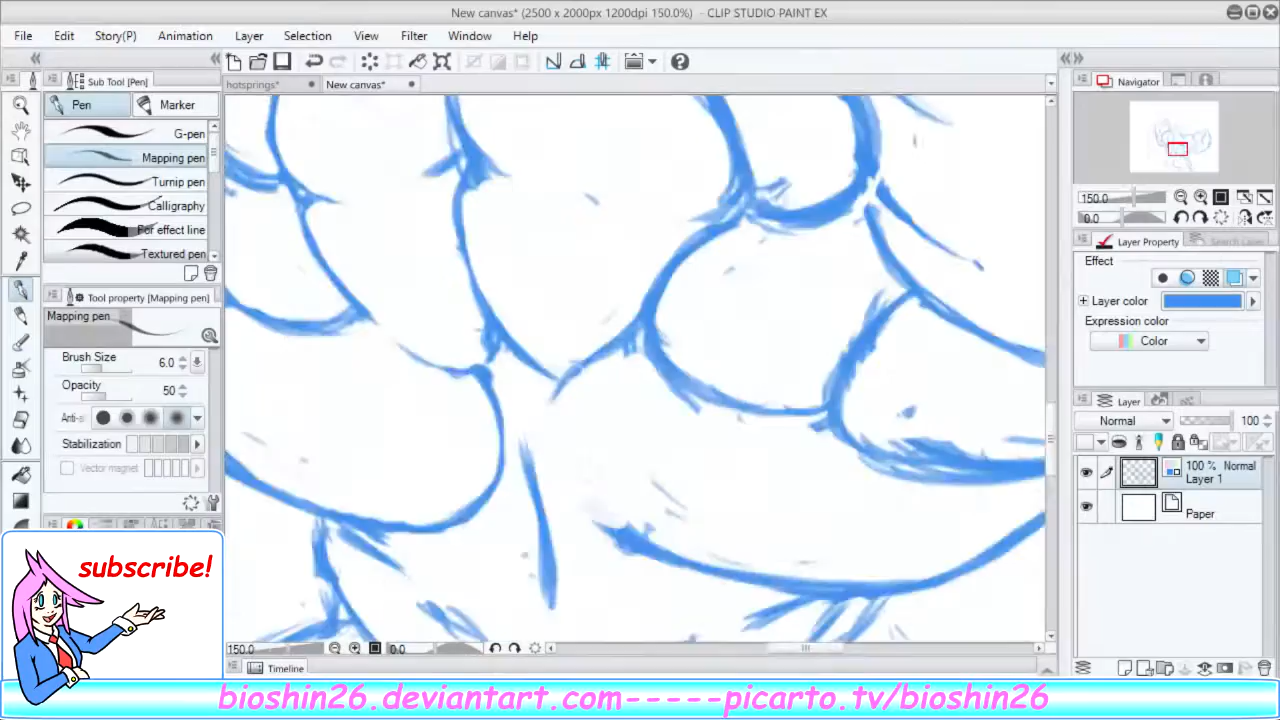 New canvas* (2500 x 2000px 1200dpi 150.0%) - CLIP STUDIO PAINT EX
File Edit Story(P) Animation Layer Selection View Filter Window Help
Sub Tool [Pen]
hotsprings* New canvas*
Navigator
Pen Marker
G-pen
Mapping pen
Turnip pen
Calligraphy
For effect line
Textured pen
150.0
0.0
Layer Property
Effect
Layer color
Expression color
Color
Tool property [Mapping pen]
Mapping pen
Brush Size 6.0
Opacity 50
Anti-s
Stabilization
Vector magnet
Layer
Normal 100
100 % Normal
Layer 1
Paper
subscribe!
150.0 0.0
Timeline
bioshin26.deviantart.com-----picarto.tv/bioshin26